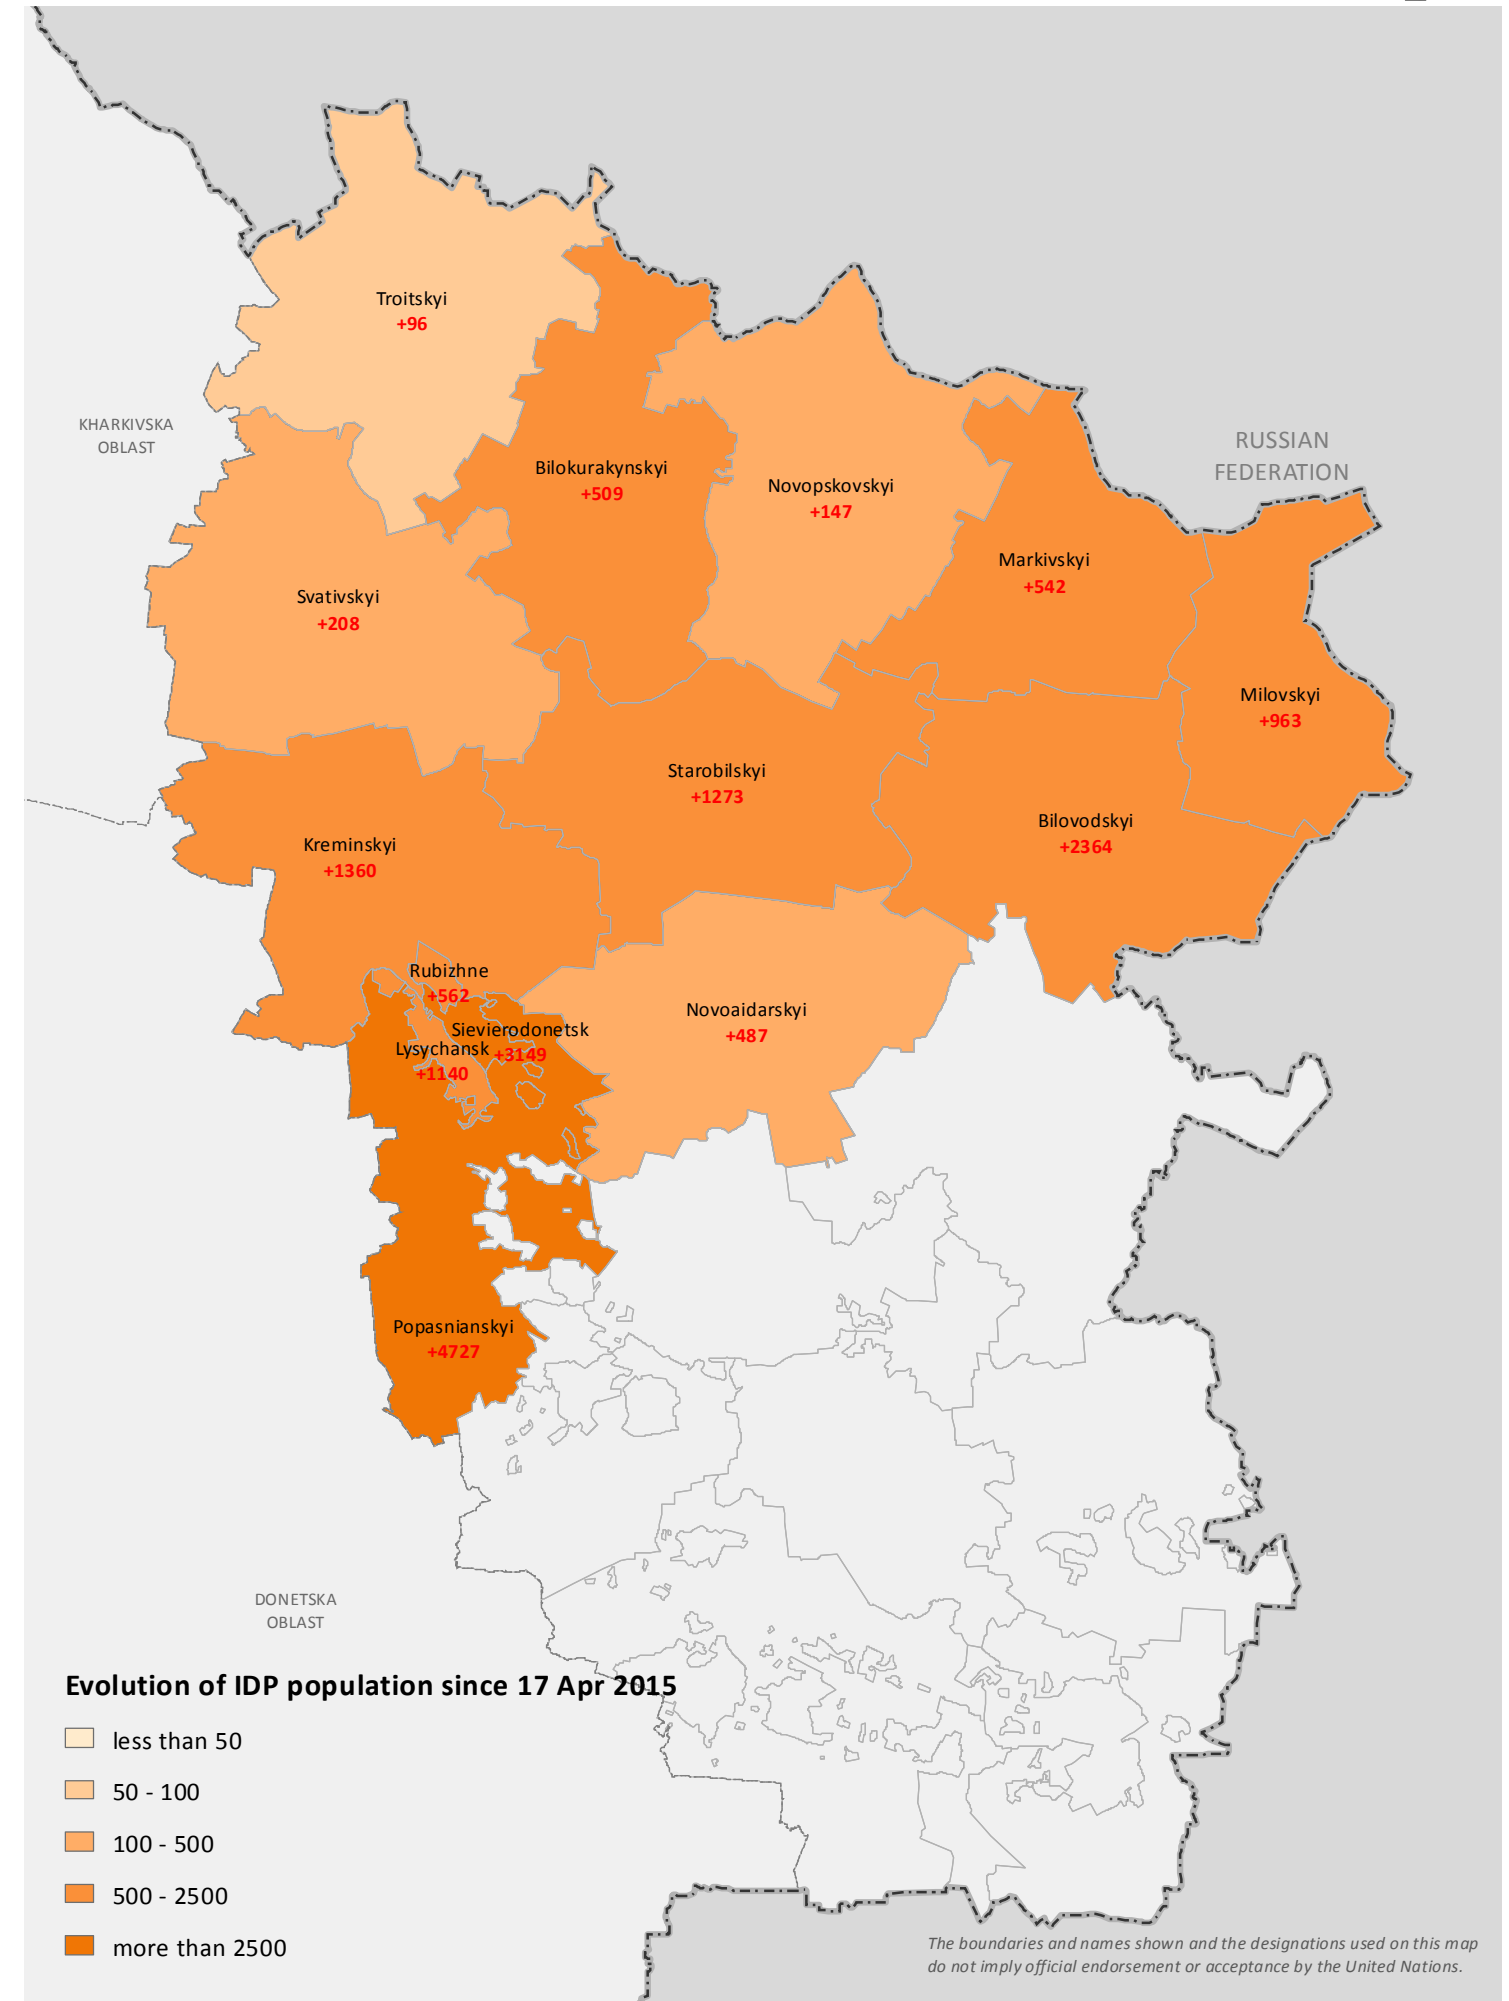 Troitskyi
+96
KHARKIVSKA
OBLAST
RUSSIAN
FEDERATION
Bilokurakynskyi
+509
Novopskovskyi
+147
Markivskyi
+542
Svativskyi
+208
Milovskyi
+963
Starobilskyi
+1273
Bilovodskyi
+2364
Kreminskyi
+1360
Rubizhne
+562
Novoaidarskyi
+487
Sievierodonetsk
+3149
Lysychansk
+1140
Popasnianskyi
+4727
DONETSKA
OBLAST
Evolution of IDP population since 17 Apr 2015
less than 50
50 - 100
100 - 500
500 - 2500
more than 2500
The boundaries and names shown and the designations used on this map
do not imply official endorsement or acceptance by the United Nations.